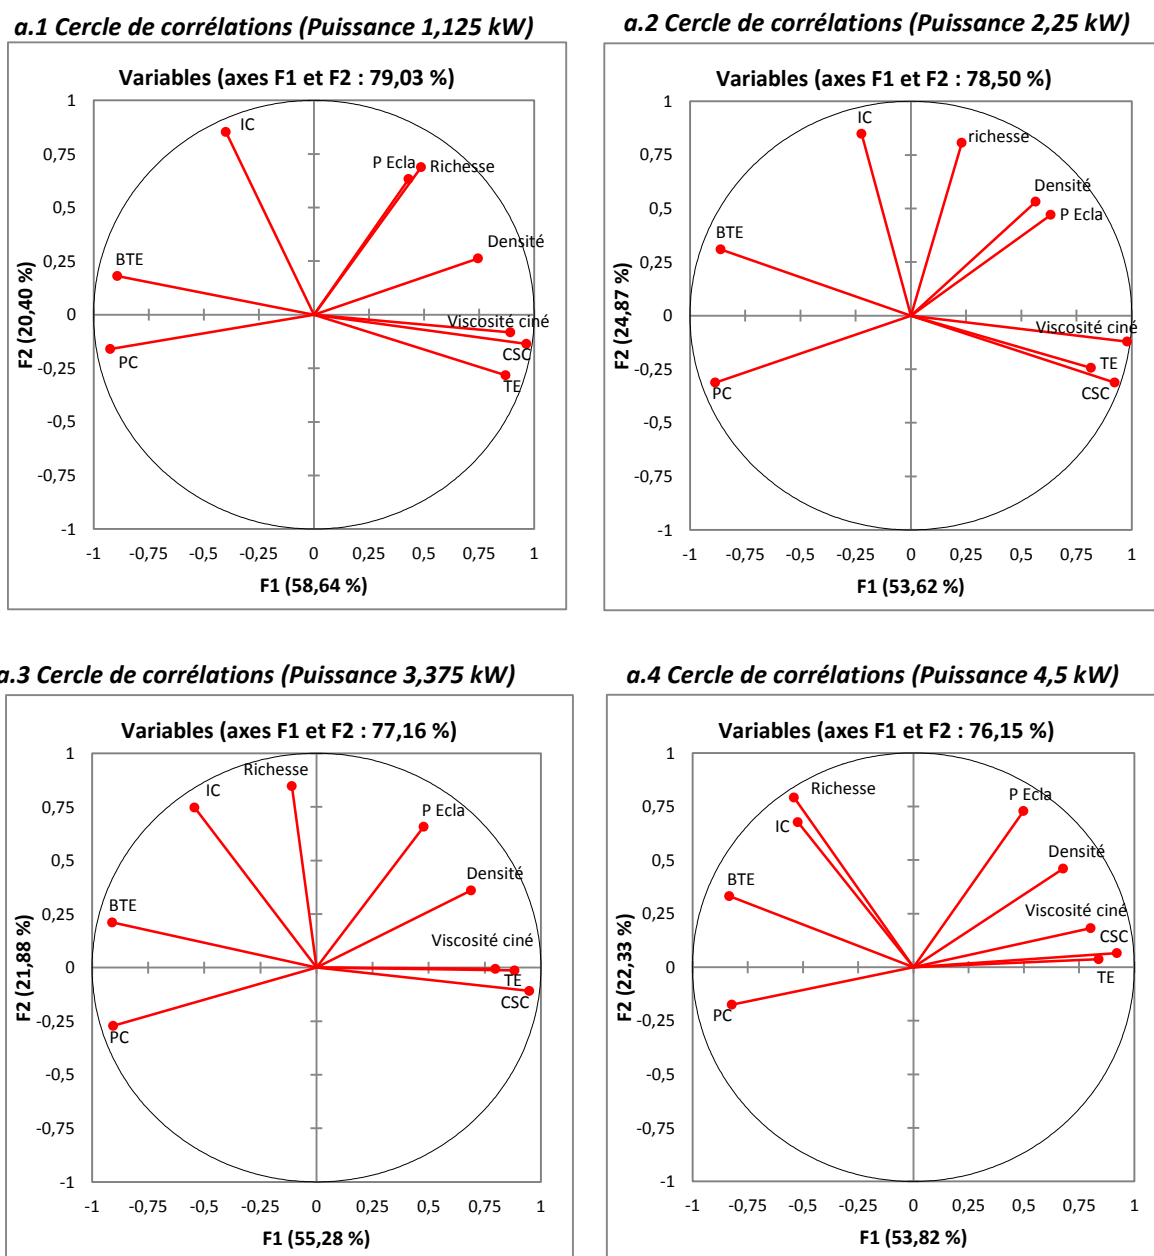 a.1 Cercle de corrélations (Puissance 1,125 kW)
Variables (axes F1 et F2 : 79,03 %)
1
0,75
0,5
0,25
0
-0,25
-0,5
-0,75
-1
F2 (20,40 %)
IC
P Ecla
Richesse
Densité
BTE
Viscosité ciné
CSC
TE
PC
-1
-0,75
-0,5
-0,25
0
0,25
0,5
0,75
1
F1 (58,64 %)
a.2 Cercle de corrélations (Puissance 2,25 kW)
Variables (axes F1 et F2 : 78,50 %)
1
0,75
0,5
0,25
0
-0,25
-0,5
-0,75
-1
F2 (24,87 %)
IC
richesse
Densité
P Ecla
BTE
Viscosité ciné
TE
CSC
PC
-1
-0,75
-0,5
-0,25
0
0,25
0,5
0,75
1
F1 (53,62 %)
a.3 Cercle de corrélations (Puissance 3,375 kW)
Variables (axes F1 et F2 : 77,16 %)
1
0,75
0,5
0,25
0
-0,25
-0,5
-0,75
-1
F2 (21,88 %)
Richesse
IC
P Ecla
Densité
BTE
Viscosité ciné
TE
CSC
PC
-1
-0,75
-0,5
-0,25
0
0,25
0,5
0,75
1
F1 (55,28 %)
a.4 Cercle de corrélations (Puissance 4,5 kW)
Variables (axes F1 et F2 : 76,15 %)
1
0,75
0,5
0,25
0
-0,25
-0,5
-0,75
-1
F2 (22,33 %)
Richesse
P Ecla
IC
Densité
BTE
Viscosité ciné
CSC
TE
PC
-1
-0,75
-0,5
-0,25
0
0,25
0,5
0,75
1
F1 (53,82 %)